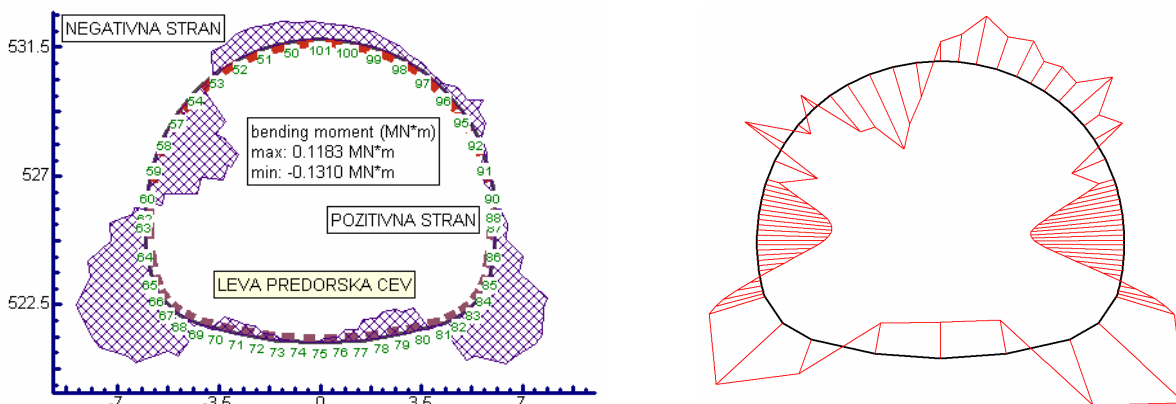 NEGATIVNA STRAN
531.5
527
522.5
bending moment (MN*m)
max: 0.1183 MN*m
min: -0.1310 MN*m
POZITIVNA STRAN
LEVA PREDORSKA CEV
53 52 51 50 101 100 99 98 97 96 95 92 91 90 88 87 86 85 84 83 82 81 80 79 78 77 76 75 74 73 72 71 70 69 68 67 66 65 64 63 60 59 58 57 54
-7 -3.5 0 3.5 7